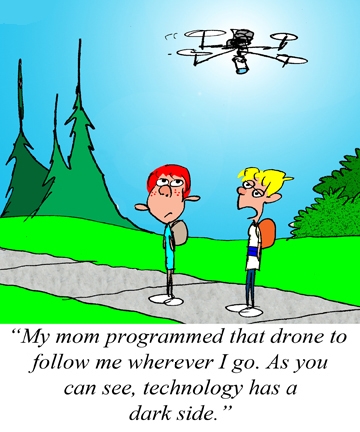 “My mom programmed that drone to
follow me wherever I go. As you
can see, technology has a
dark side.”